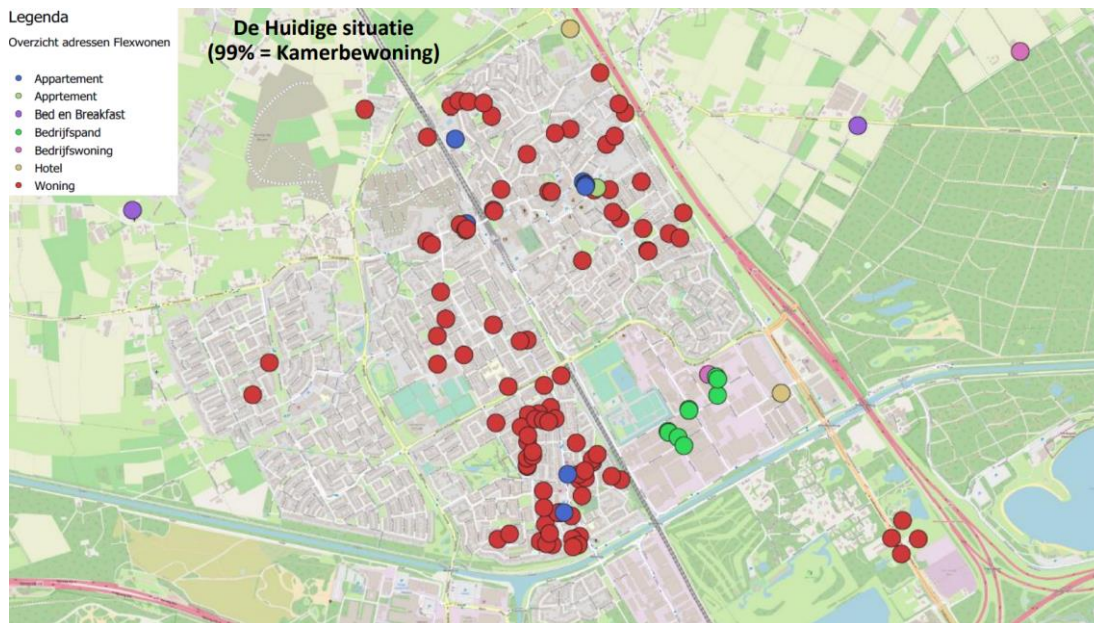 Legenda
Overzicht adressen Flexwonen
Appartement
Apprtement
Bed en Breakfast
Bedrijfspand
Bedrijfswoning
Hotel
Woning
De Huidige situatie
(99% = Kamerbewoning)